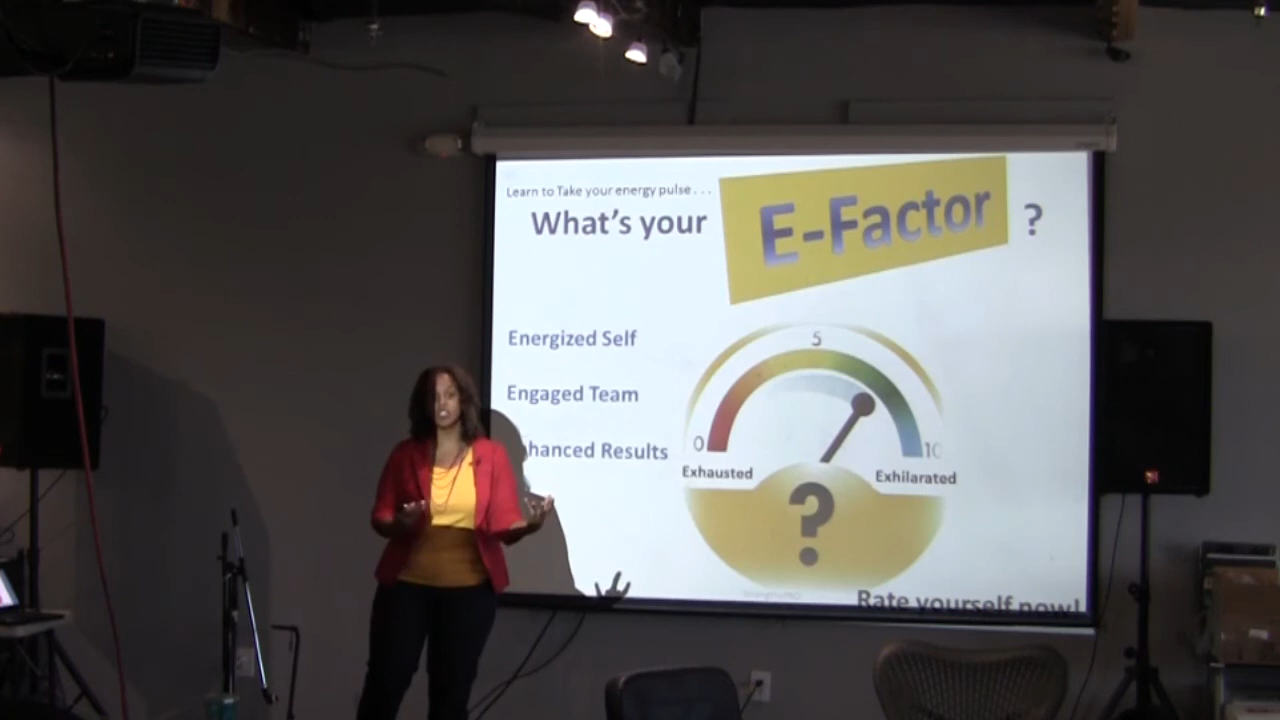 Learn to Take your energy pulse . . .
What's your E-Factor ?
Energized Self
Engaged Team
hanced Results
5
0
10
Exhausted
Exhilarated
?
Rate yourself now!